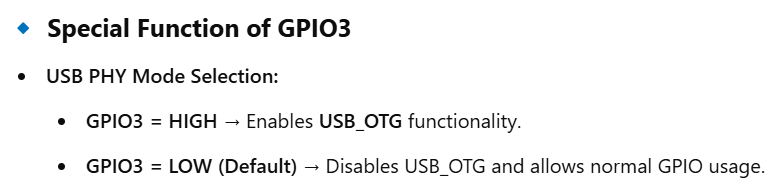 Special Function of GPIO3
USB PHY Mode Selection:
GPIO3 = HIGH → Enables USB_OTG functionality.
GPIO3 = LOW (Default) → Disables USB_OTG and allows normal GPIO usage.